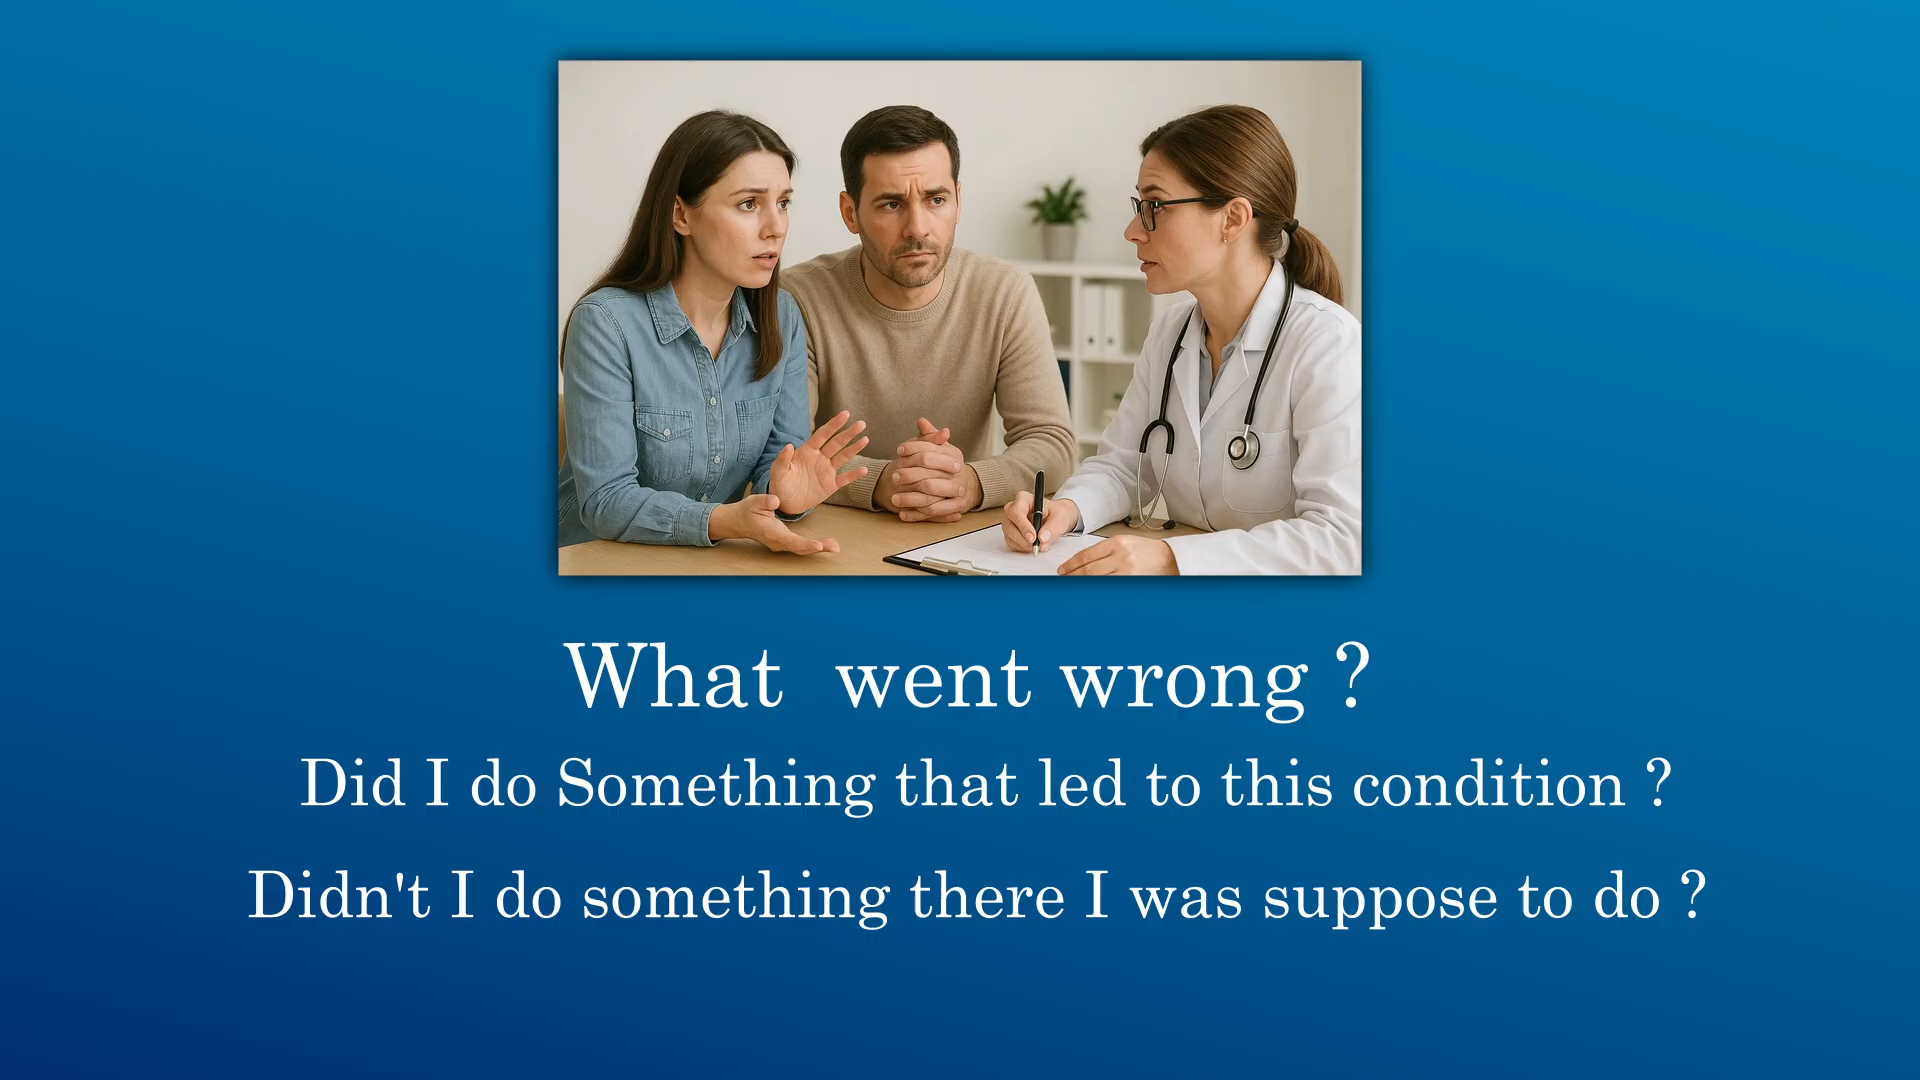 What  went wrong ?
Did I do Something that led to this condition ?
Didn't I do something there I was suppose to do ?